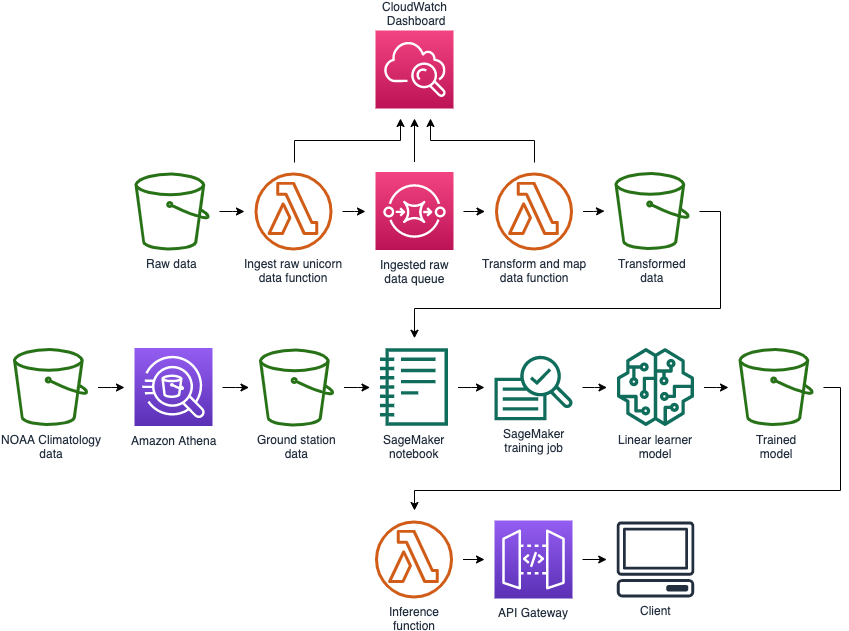 CloudWatch
Dashboard
Raw data
Ingest raw unicorn
data function
Ingested raw
data queue
Transform and map
data function
Transformed
data
NOAA Climatology
data
Amazon Athena
Ground station
data
SageMaker
notebook
SageMaker
training job
Linear learner
model
Trained
model
Inference
function
API Gateway
Client